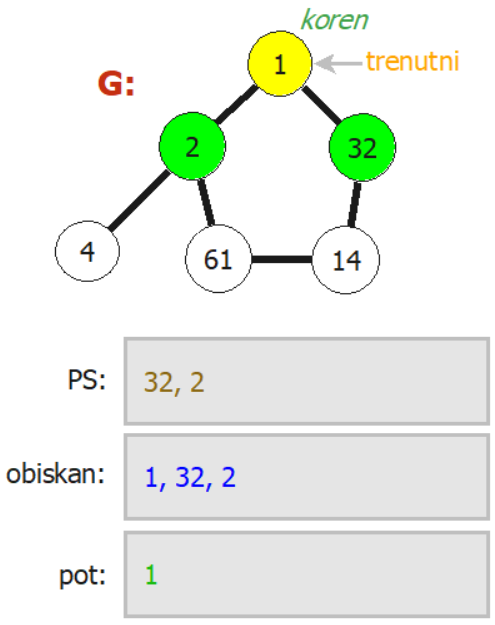 koren
1
trenutni
G:
2
32
4
61
14
PS: 32, 2
obiskan: 1, 32, 2
pot: 1